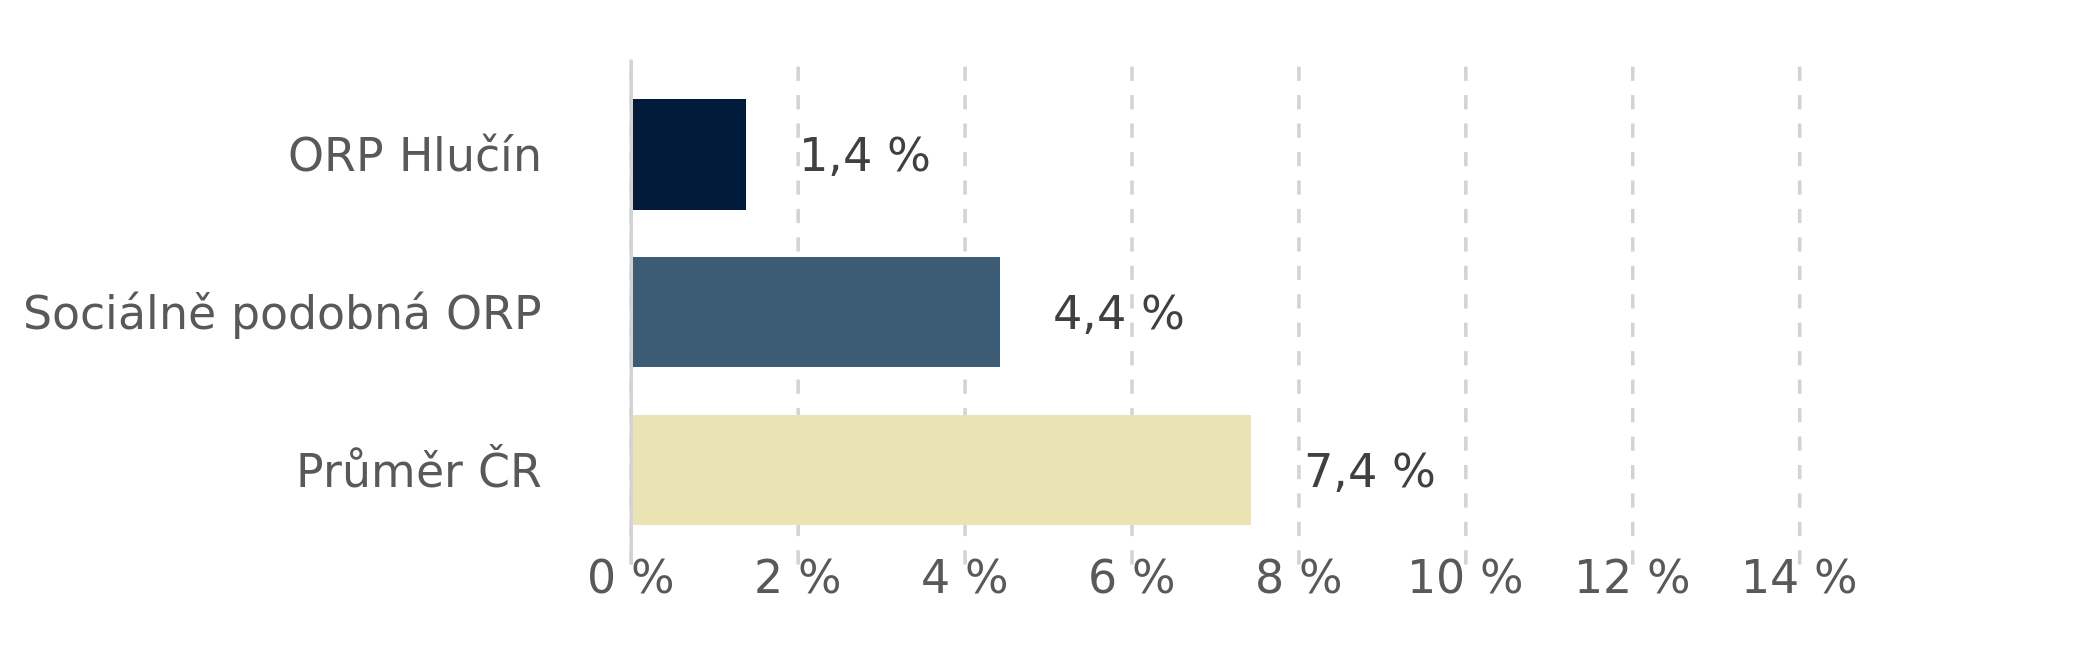 ORP Hlučín 1,4 %
Sociálně podobná ORP 4,4 %
Průměr ČR 7,4 %
0 % 2 % 4 % 6 % 8 % 10 % 12 % 14 %